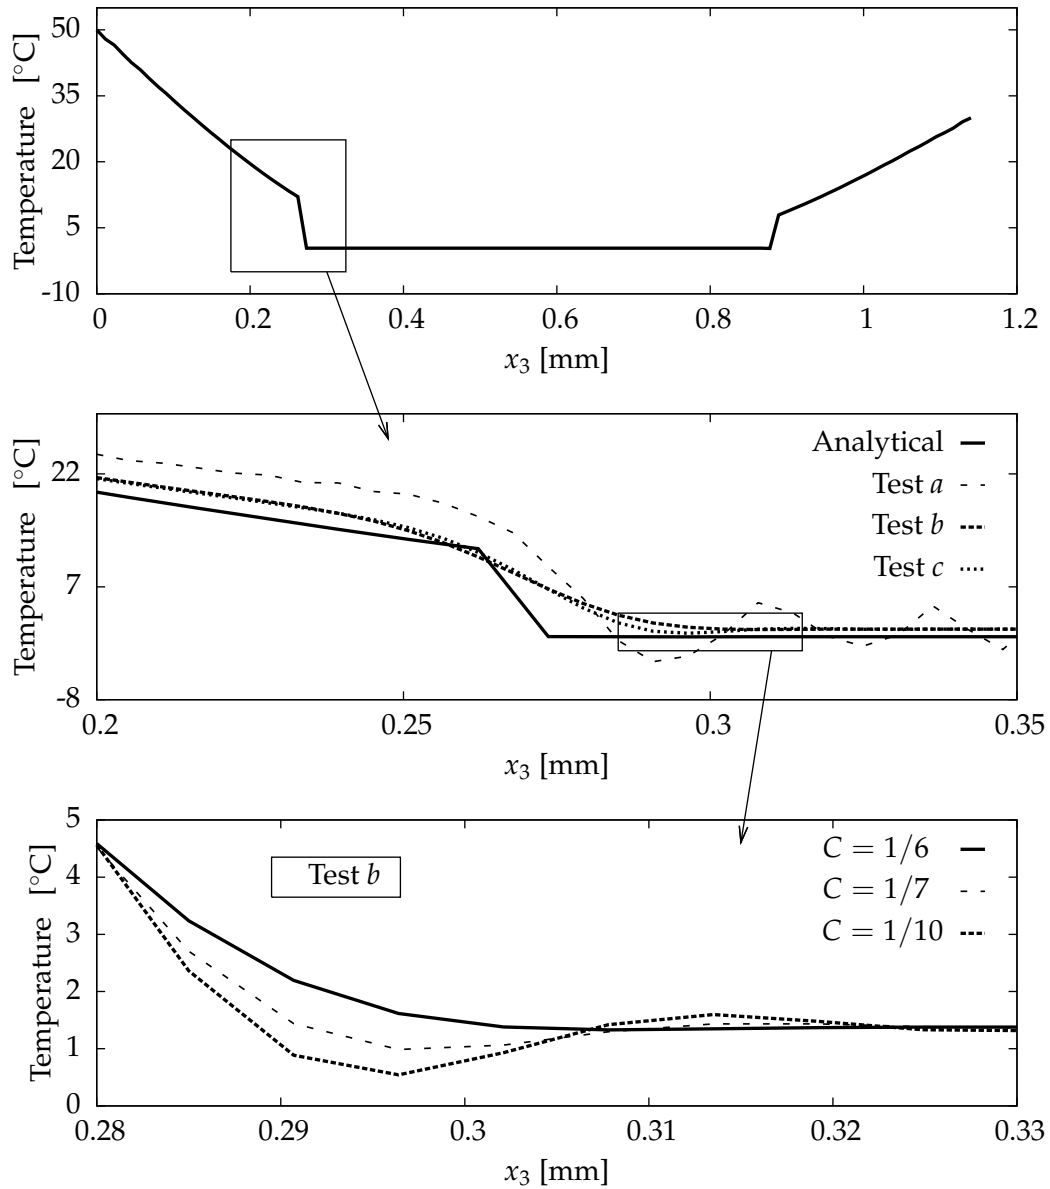 50
35
20
5
-10
Temperature [°C]
0 0.2 0.4 0.6 0.8 1 1.2
x₃ [mm]
22
7
-8
Temperature [°C]
Analytical
Test a
Test b
Test c
0.2 0.25 0.3 0.35
x₃ [mm]
5
4
3
2
1
0
Temperature [°C]
Test b
C = 1/6
C = 1/7
C = 1/10
0.28 0.29 0.3 0.31 0.32 0.33
x₃ [mm]